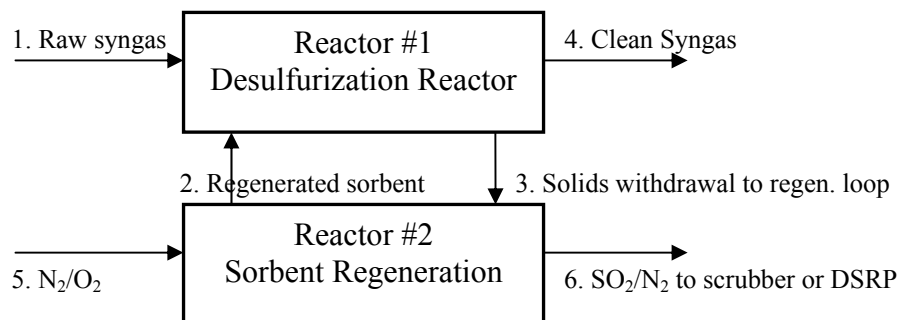 Reactor #1
1. Raw syngas
4. Clean Syngas
Desulfurization Reactor
2. Regenerated sorbent
3. Solids withdrawal to regen. loop
Reactor #2
Sorbent Regeneration
5. N₂/O₂
6. SO₂/N₂ to scrubber or DSRP